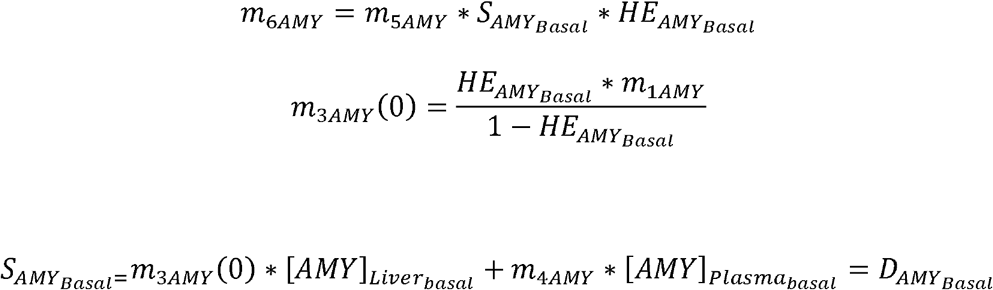 m_{6AMY} = m_{5AMY} * S_{AMY_{Basal}} * HE_{AMY_{Basal}}
m_{3AMY}(0) = \frac{HE_{AMY_{Basal}} * m_{1AMY}}{1 - HE_{AMY_{Basal}}}
S_{AMY_{Basal}=} m_{3AMY}(0) * [AMY]_{Liver_{basal}} + m_{4AMY} * [AMY]_{Plasma_{basal}} = D_{AMY_{Basal}}